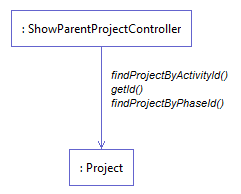 : ShowParentProjectController
findProjectByActivityId()
getId()
findProjectByPhaseId()
: Project